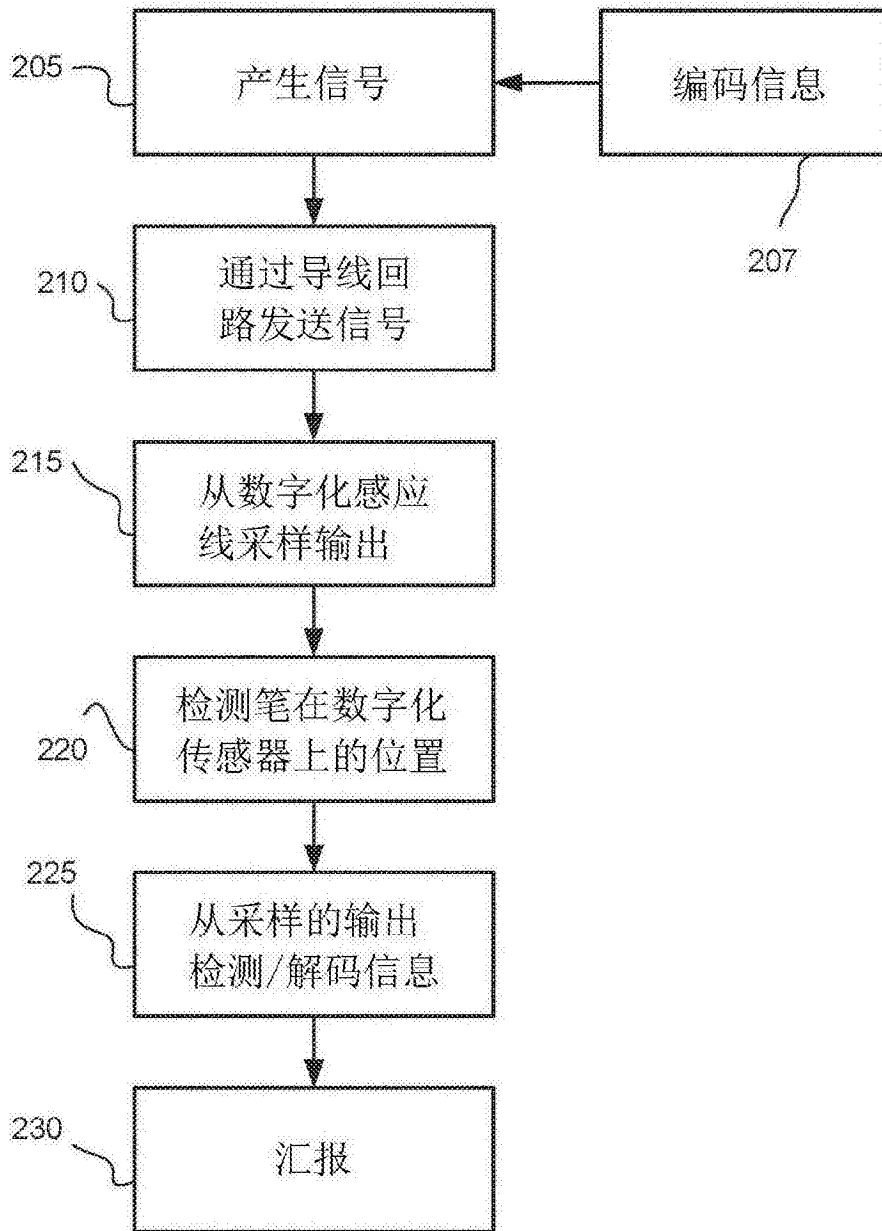 205
产生信号
编码信息
207
210
通过导线回
路发送信号
215
从数字化感应
线采样输出
220
检测笔在数字化
传感器上的位置
225
从采样的输出
检测/解码信息
230
汇报